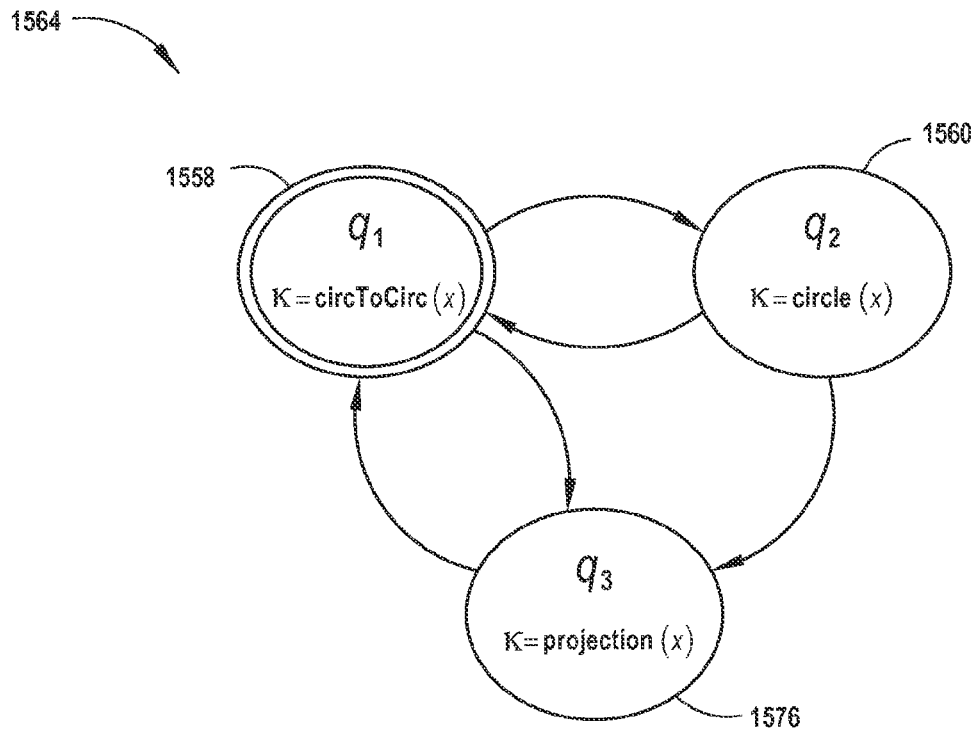 1564
1558
1560
q1
K=circToCirc(x)
q2
K=circle(x)
q3
K=projection(x)
1576